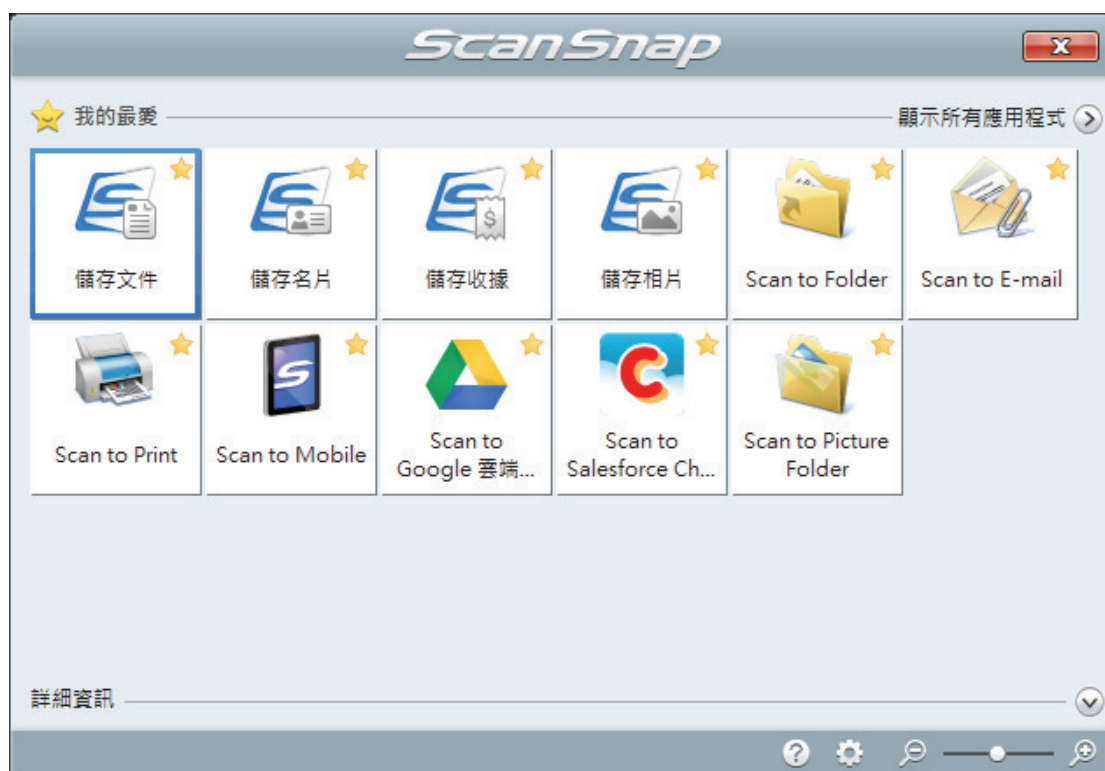 ScanSnap
我的最愛
顯示所有應用程式
儲存文件
儲存名片
儲存收據
儲存相片
Scan to Folder
Scan to E-mail
Scan to Print
Scan to Mobile
Scan to
Google 雲端...
Scan to
Salesforce Ch...
Scan to Picture
Folder
詳細資訊